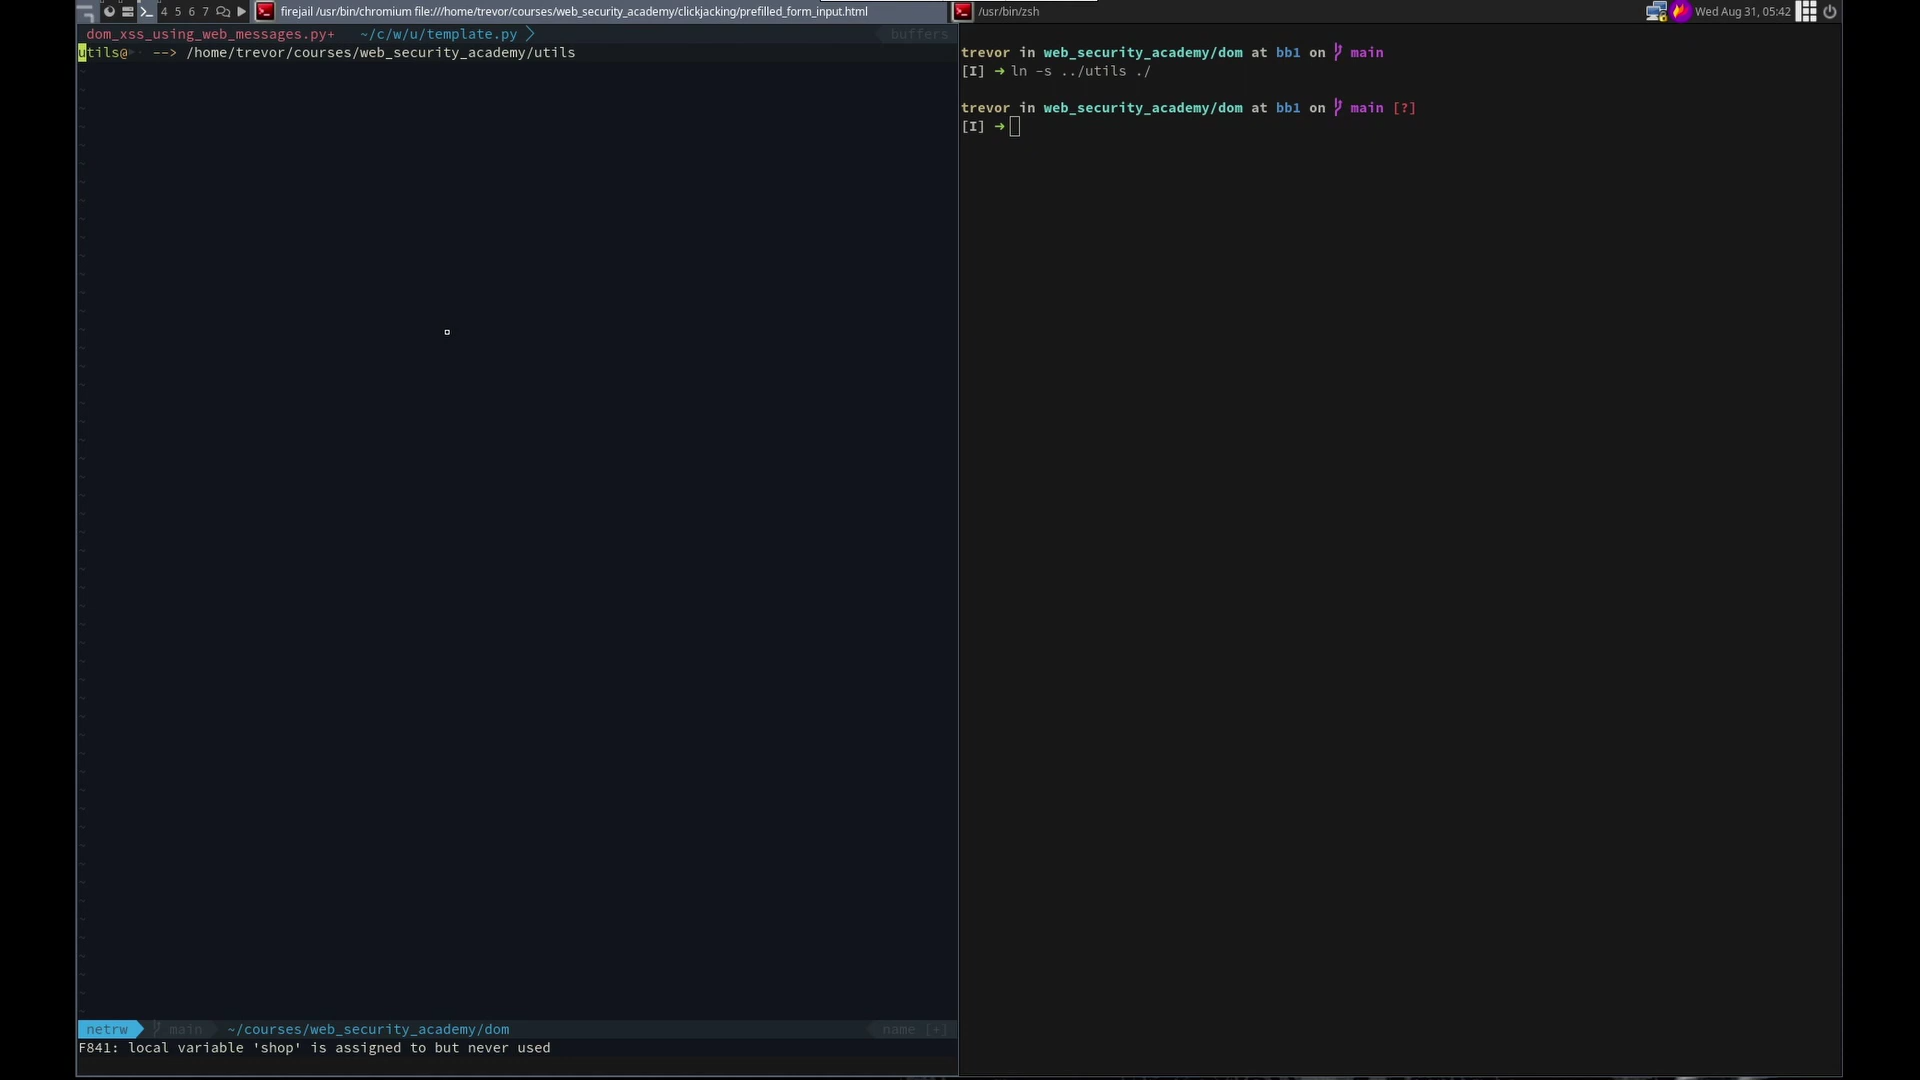 4 5 6 7 firejail /usr/bin/chromium file:///home/trevor/courses/web_security_academy/clickjacking/prefilled_form_input.html /usr/bin/zsh Wed Aug 31, 05:42
dom_xss_using_web_messages.py+ ~/c/w/u/template.py buffers
utils@ --> /home/trevor/courses/web_security_academy/utils
netrw main ~/courses/web_security_academy/dom name [+]
F841: local variable 'shop' is assigned to but never used
trevor in web_security_academy/dom at bb1 on main
[I] ➜ ln -s ../utils ./
trevor in web_security_academy/dom at bb1 on main [?]
[I] ➜